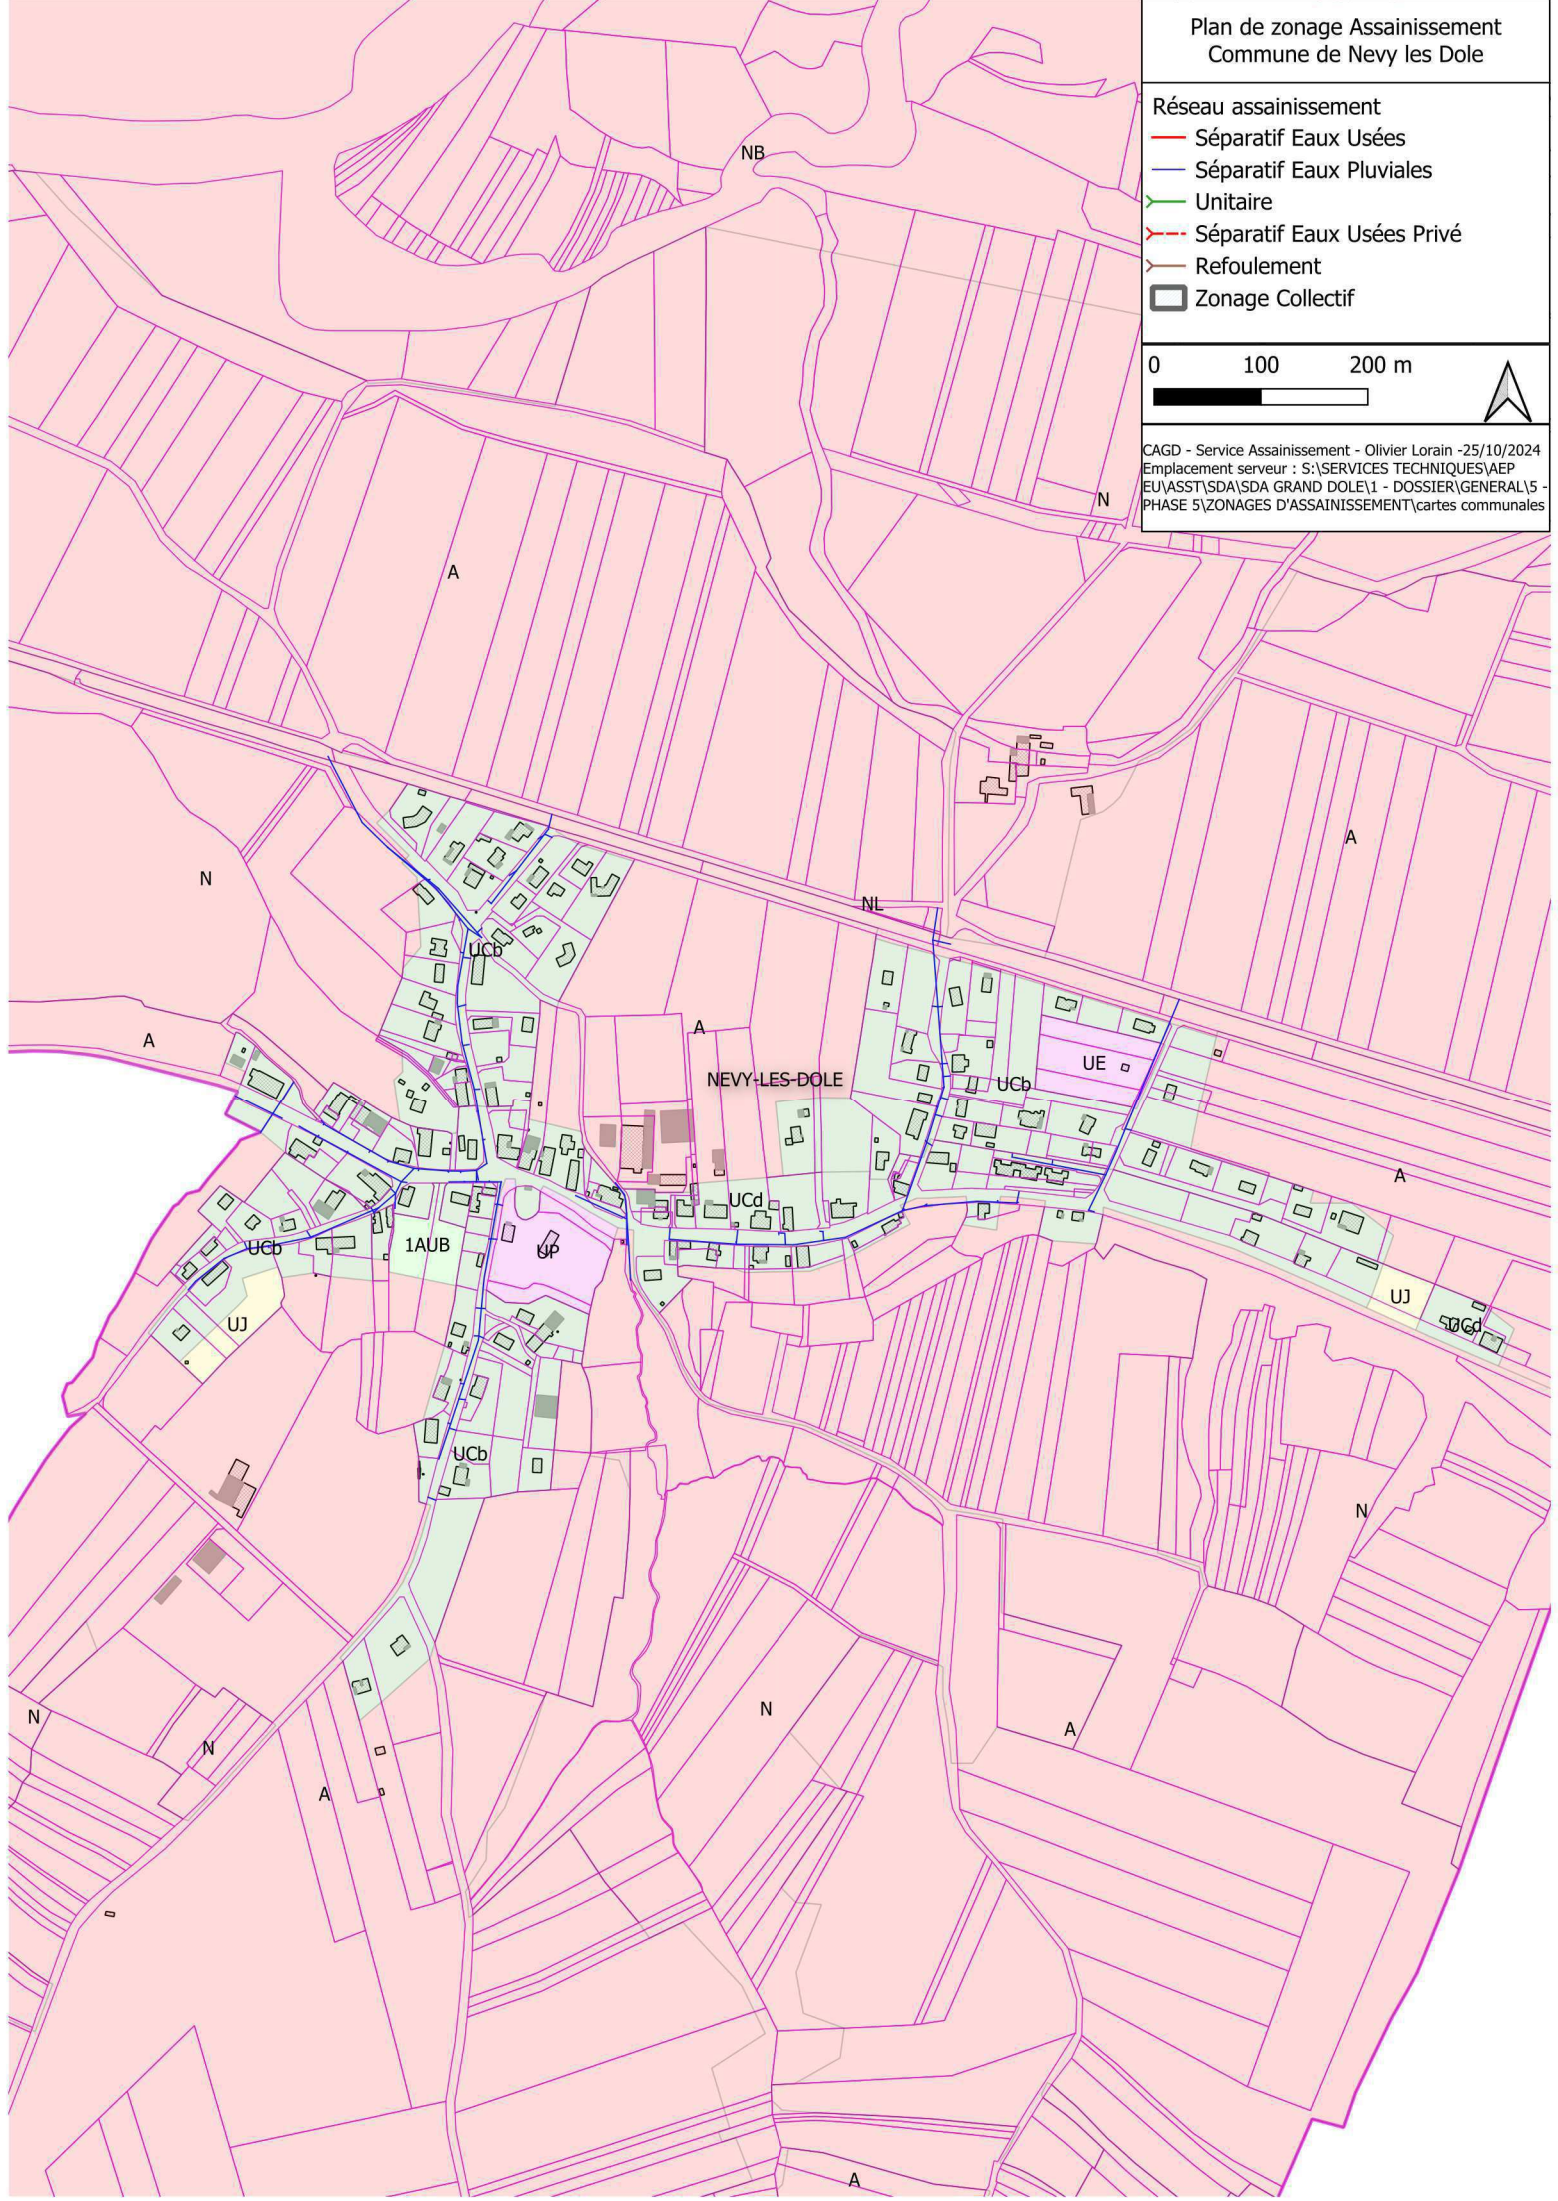 Plan de zonage Assainissement
Commune de Nevy les Dole
Réseau assainissement
Séparatif Eaux Usées
Séparatif Eaux Pluviales
Unitaire
Séparatif Eaux Usées Privé
Refoulement
Zonage Collectif
0 100 200 m
CAGD - Service Assainissement - Olivier Lorain -25/10/2024
Emplacement serveur : S:\SERVICES TECHNIQUES\AEP
EU\ASST\SDA\SDA GRAND DOLE\1 - DOSSIER\GENERAL\5 -
PHASE 5\ZONAGES D'ASSAINISSEMENT\cartes communales
NB
N
A
A
N
NL
UCb
A
A
UE
NEVY-LES-DOLE
UCb
A
UCd
UCb
1AUB
UP
UJ
UJ
UCd
UCb
N
N
N
A
N
A
A